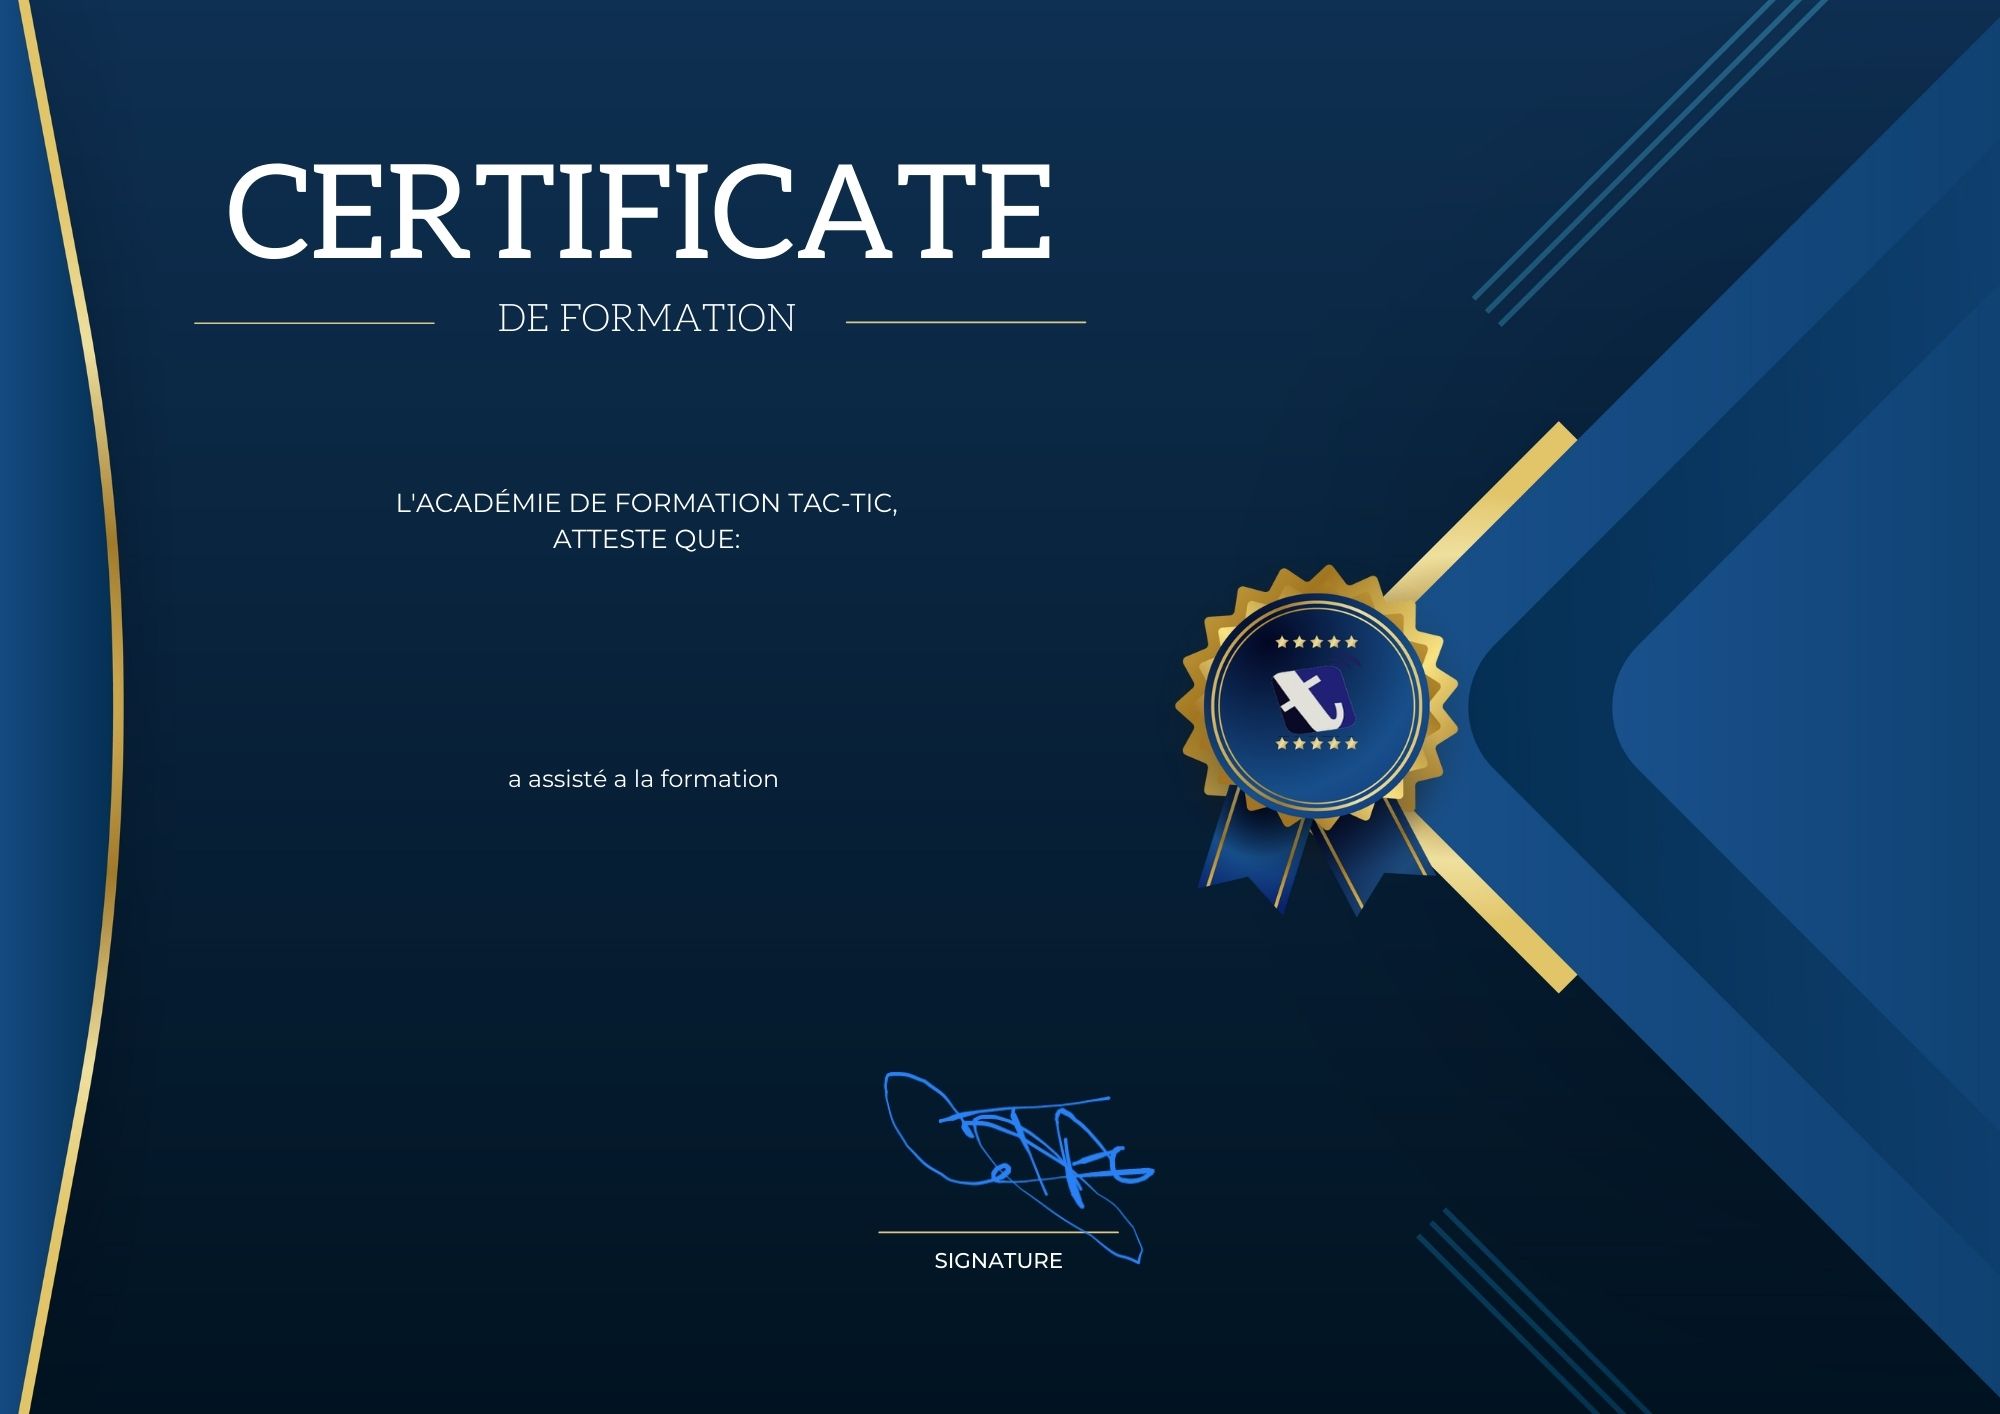 CERTIFICATE
DE FORMATION
L'ACADÉMIE DE FORMATION TAC-TIC,
ATTESTE QUE:
a assisté a la formation
SIGNATURE